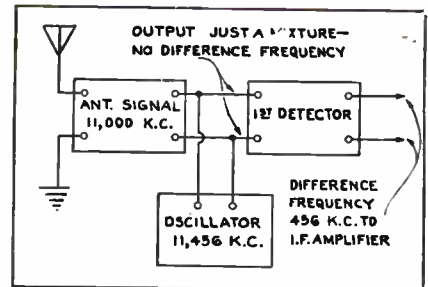 OUTPUT JUST A MIXTURE—
NO DIFFERENCE FREQUENCY
ANT. SIGNAL
11,000 K.C.
1ST DETECTOR
OSCILLATOR
11,456 K.C.
DIFFERENCE
FREQUENCY
456 K.C. TO
I.F. AMPLIFIER